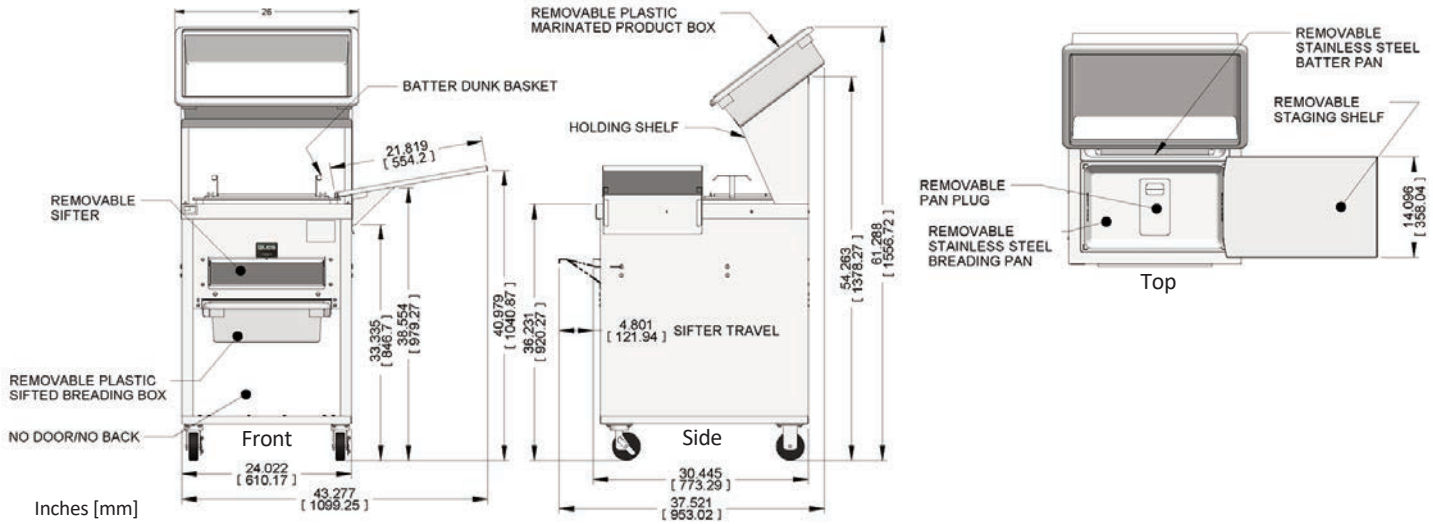 26
BATTER DUNK BASKET
21.819
[ 554.2 ]
REMOVABLE
SIFTER
33.335
[ 846.7 ]
38.554
[ 979.27 ]
40.979
[ 1040.87 ]
REMOVABLE PLASTIC
SIFTED BREADING BOX
NO DOOR/NO BACK
Front
24.022
[ 610.17 ]
43.277
[ 1099.25 ]
Inches [mm]
REMOVABLE PLASTIC
MARINATED PRODUCT BOX
HOLDING SHELF
36.231
[ 920.27 ]
4.801
[ 121.94 ]
SIFTER TRAVEL
54.263
[ 1378.27 ]
61.288
[ 1556.72 ]
Side
30.445
[ 773.29 ]
37.521
[ 953.02 ]
REMOVABLE
STAINLESS STEEL
BATTER PAN
REMOVABLE
STAGING SHELF
REMOVABLE
PAN PLUG
REMOVABLE
STAINLESS STEEL
BREADING PAN
14.096
[ 358.04 ]
Top